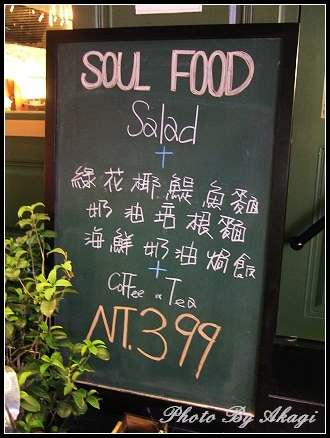 SOUL FOOD
Salad
+
綠花椰鯷魚麵
奶油培根麵
海鮮奶油焗飯
+
Coffee or Tea
NT.399
Photo By Akagi